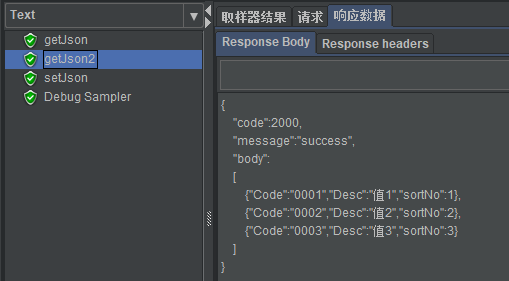 Text
getJson
getJson2
setJson
Debug Sampler
取样器结果 请求 响应数据
Response Body Response headers
{
"code":2000,
"message":"success",
"body":
[
{"Code":"0001","Desc":"值1","sortNo":1},
{"Code":"0002","Desc":"值2","sortNo":2},
{"Code":"0003","Desc":"值3","sortNo":3}
]
}